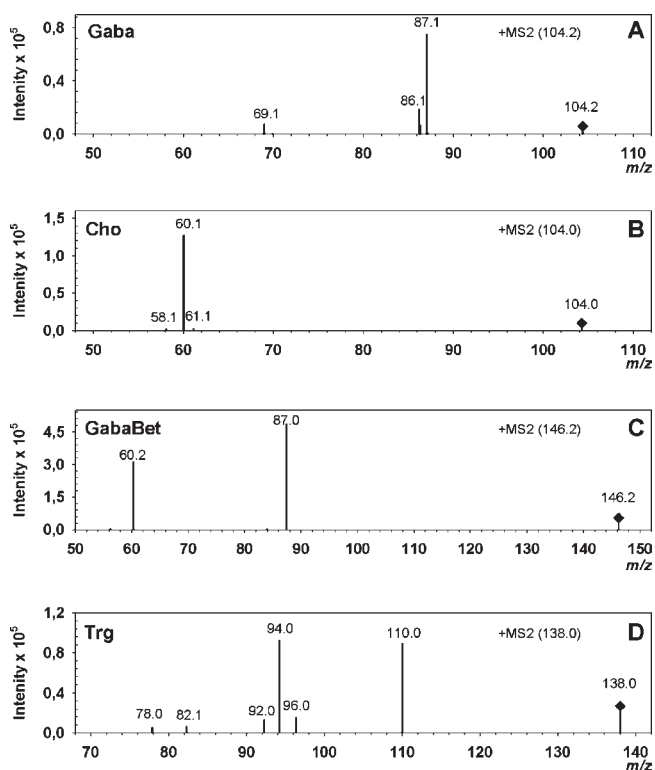 Gaba +MS2 (104.2) A
Intenity x 10⁵
0,8
0,4
0,0
69.1 86.1 87.1 104.2
50 60 70 80 90 100 110
m/z
Cho +MS2 (104.0) B
Intenity x 10⁵
1,5
1,0
0,5
0,0
58.1 60.1 61.1 104.0
50 60 70 80 90 100 110
m/z
GabaBet +MS2 (146.2) C
Intenity x 10⁵
4,5
3,0
1,5
0,0
60.2 87.0 146.2
50 60 70 80 90 100 110 120 130 140 150
m/z
Trg +MS2 (138.0) D
Intenity x 10⁵
1,2
0,8
0,4
0,0
78.0 82.1 92.0 94.0 96.0 110.0 138.0
70 80 90 100 110 120 130 140
m/z